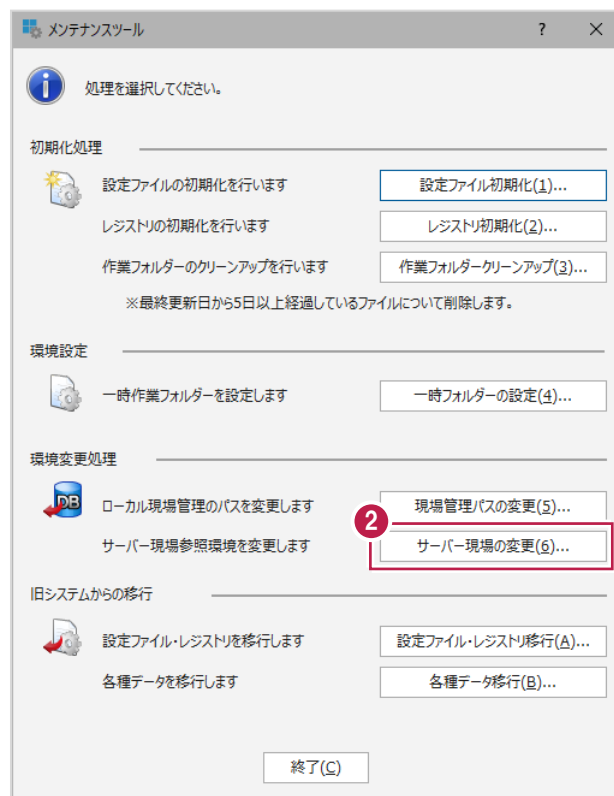 メンテナンスツール ? ×
処理を選択してください。
初期化処理
設定ファイルの初期化を行います 設定ファイル初期化(1)...
レジストリの初期化を行います レジストリ初期化(2)...
作業フォルダーのクリーンアップを行います 作業フォルダークリーンアップ(3)...
※最終更新日から5日以上経過しているファイルについて削除します。
環境設定
一時作業フォルダーを設定します 一時フォルダーの設定(4)...
環境変更処理
DB
ローカル現場管理のパスを変更します 現場管理パスの変更(5)...
2
サーバー現場参照環境を変更します サーバー現場の変更(6)...
旧システムからの移行
設定ファイル・レジストリを移行します 設定ファイル・レジストリ移行(A)...
各種データを移行します 各種データ移行(B)...
終了(C)